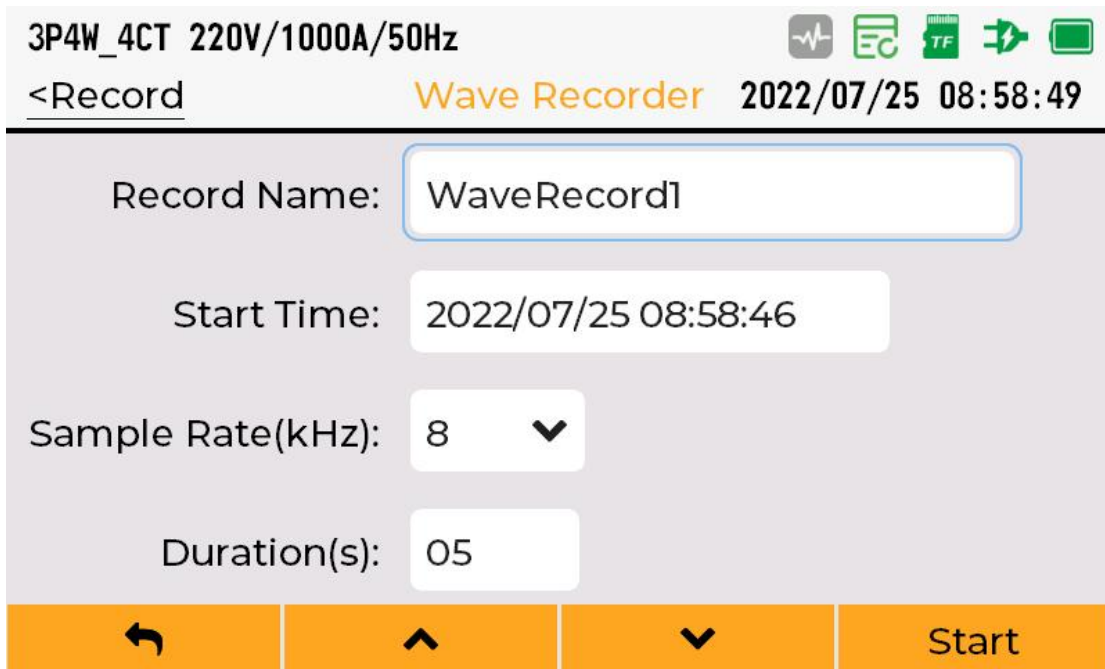 3P4W_4CT 220V/1000A/50Hz
TF
<Record Wave Recorder 2022/07/25 08:58:49
Record Name: WaveRecord1
Start Time: 2022/07/25 08:58:46
Sample Rate(kHz): 8
Duration(s): 05
Start